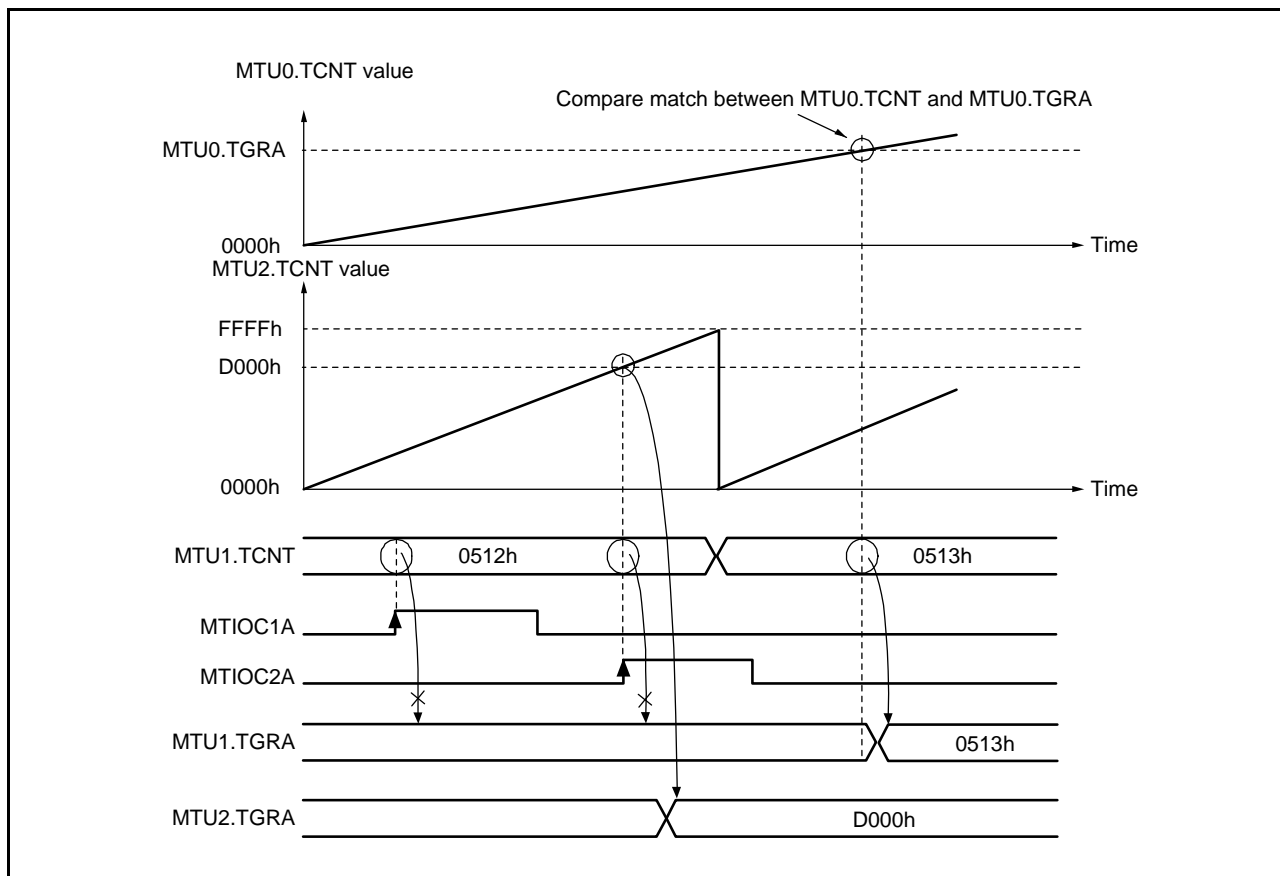 MTU0.TCNT value
Compare match between MTU0.TCNT and MTU0.TGRA
MTU0.TGRA
0000h
Time
MTU2.TCNT value
FFFFh
D000h
0000h
Time
MTU1.TCNT
0512h
0513h
MTIOC1A
MTIOC2A
MTU1.TGRA
0513h
MTU2.TGRA
D000h